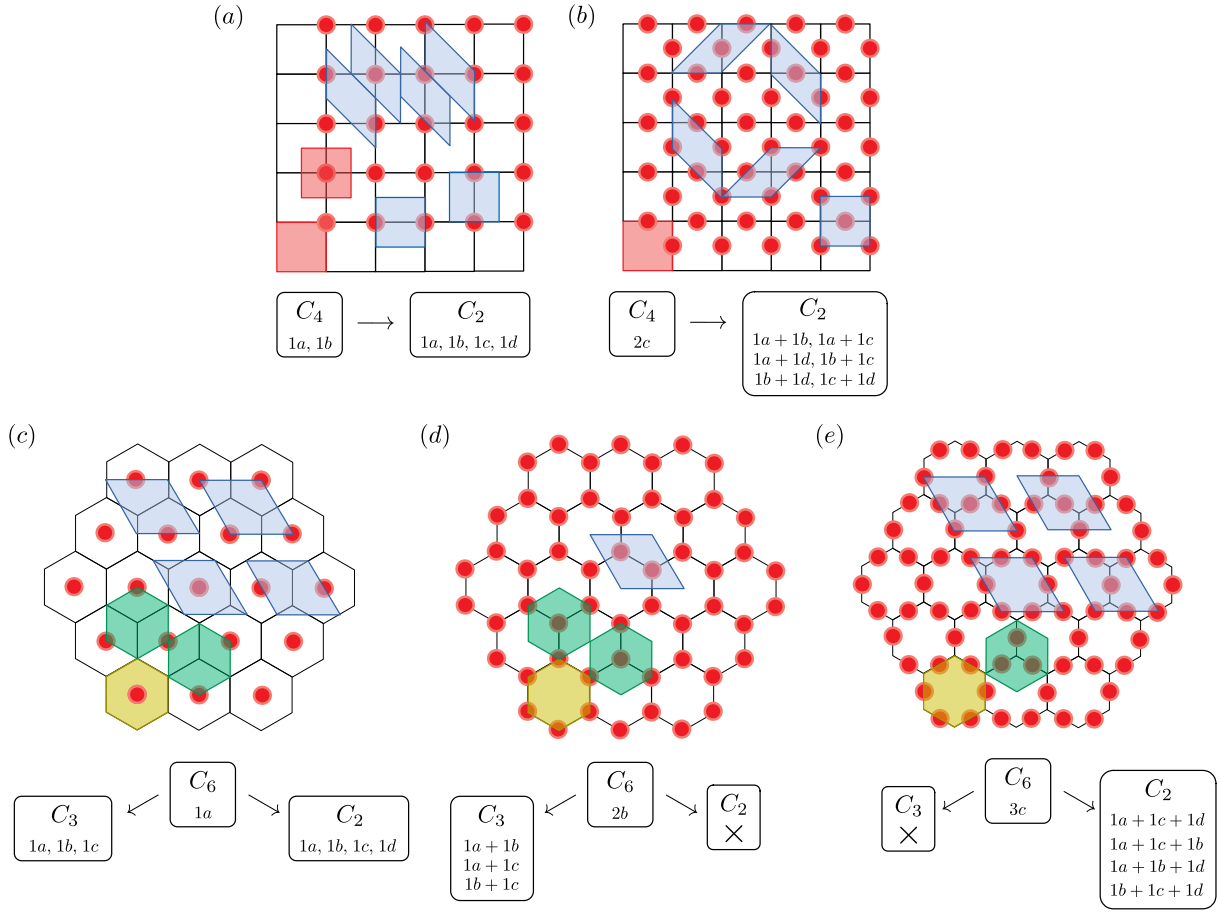 (a)
(b)
C₄
1a, 1b
⟶
C₂
1a, 1b, 1c, 1d
C₄
2c
⟶
C₂
1a + 1b, 1a + 1c
1a + 1d, 1b + 1c
1b + 1d, 1c + 1d
(c)
(d)
(e)
C₆
1a
C₃
1a, 1b, 1c
C₂
1a, 1b, 1c, 1d
C₆
2b
C₃
1a + 1b
1a + 1c
1b + 1c
C₂
×
C₆
3c
C₃
×
C₂
1a + 1c + 1d
1a + 1c + 1b
1a + 1b + 1d
1b + 1c + 1d